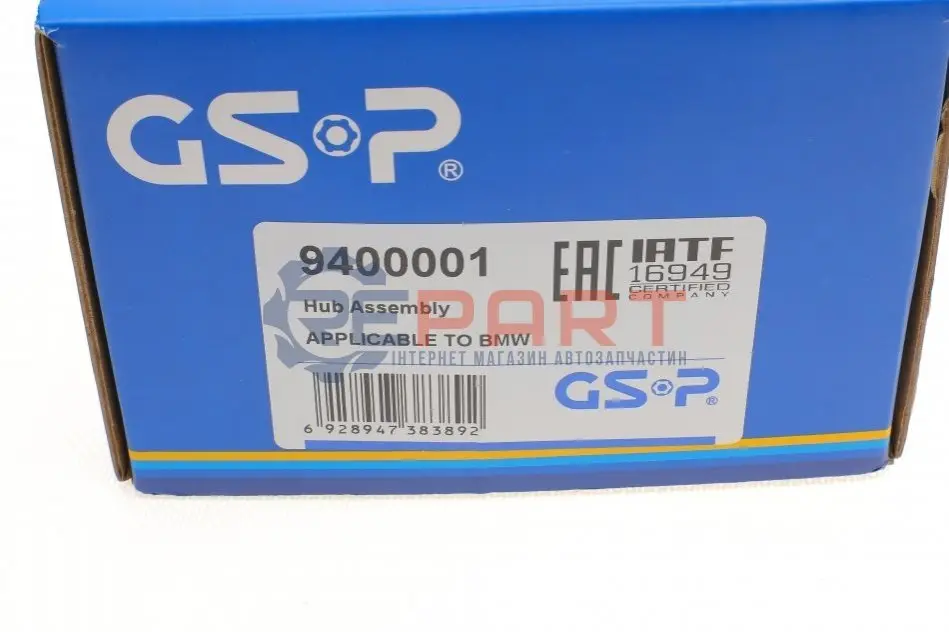 GSP®
9400001
EAC
IATF
16949
CERTIFIED
COMPANY
Hub Assembly
PART
APPLICABLE TO BMW
ІНТЕРНЕТ МАГАЗИН АВТОЗАПЧАСТИН
GSP®
6 928947 383892